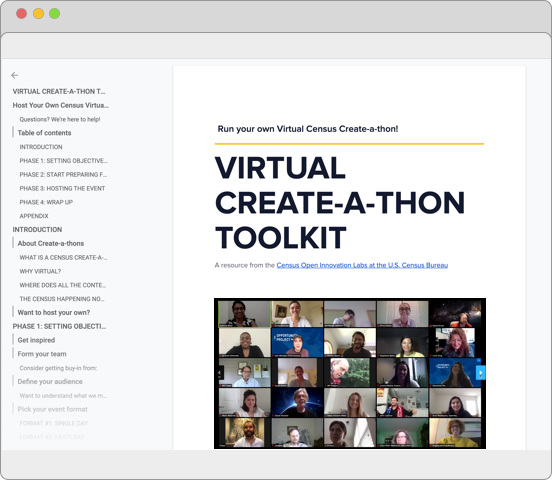 VIRTUAL CREATE-A-THON T...
Host Your Own Census Virtua...
Questions? We're here to help!
Table of contents
INTRODUCTION
PHASE 1: SETTING OBJECTIVE...
PHASE 2: START PREPARING F...
PHASE 3: HOSTING THE EVENT
PHASE 4: WRAP UP
APPENDIX
INTRODUCTION
About Create-a-thons
WHAT IS A CENSUS CREATE-A-...
WHY VIRTUAL?
WHERE DOES ALL THE CONTE...
THE CENSUS HAPPENING NO...
Want to host your own?
PHASE 1: SETTING OBJECTI...
Get inspired
Form your team
Consider getting buy-in from:
Define your audience
Want to understand what we m...
Pick your event format
FORMAT #1: SINGLE DAY
Run your own Virtual Census Create-a-thon!
VIRTUAL
CREATE-A-THON
TOOLKIT
A resource from the Census Open Innovation Labs at the U.S. Census Bureau